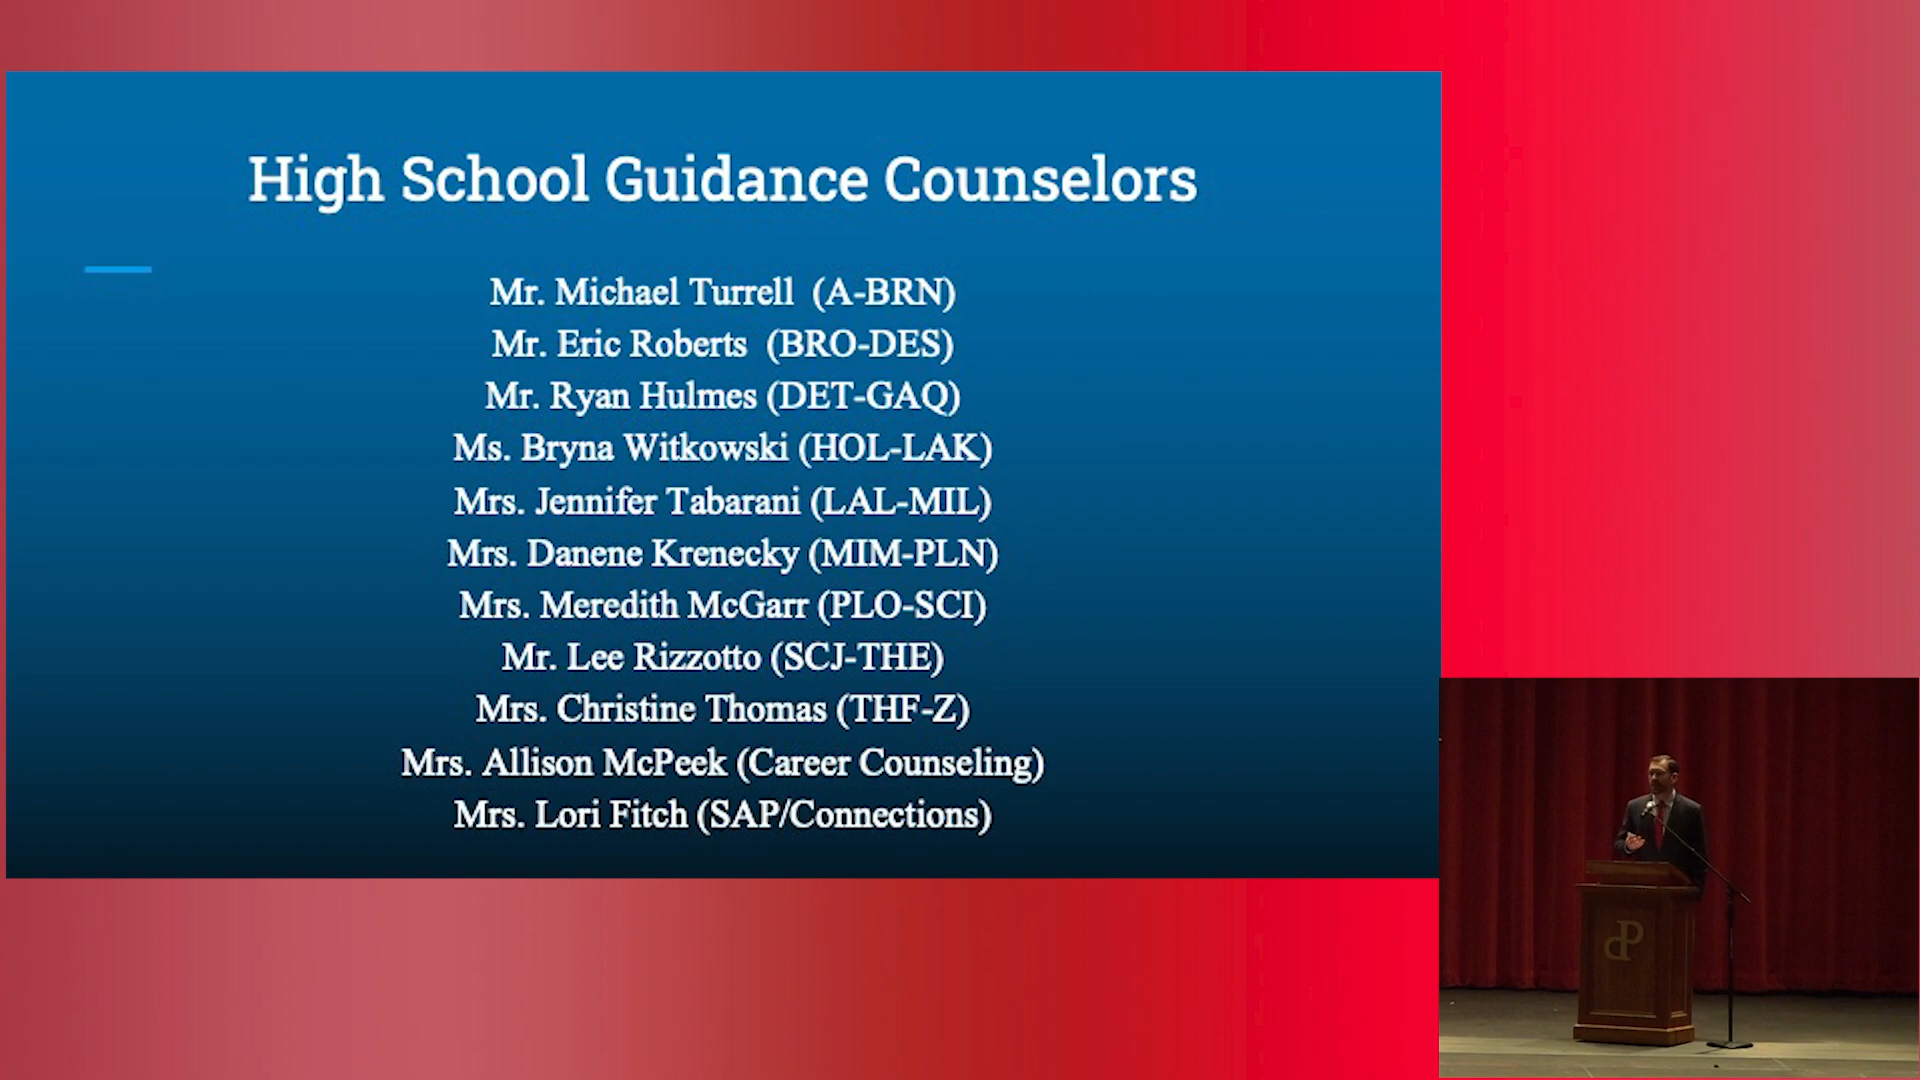 High School Guidance Counselors
Mr. Michael Turrell (A-BRN)
Mr. Eric Roberts (BRO-DES)
Mr. Ryan Hulmes (DET-GAQ)
Ms. Bryna Witkowski (HOL-LAK)
Mrs. Jennifer Tabarani (LAL-MIL)
Mrs. Danene Krenecky (MIM-PLN)
Mrs. Meredith McGarr (PLO-SCI)
Mr. Lee Rizzotto (SCJ-THE)
Mrs. Christine Thomas (THF-Z)
Mrs. Allison McPeek (Career Counseling)
Mrs. Lori Fitch (SAP/Connections)